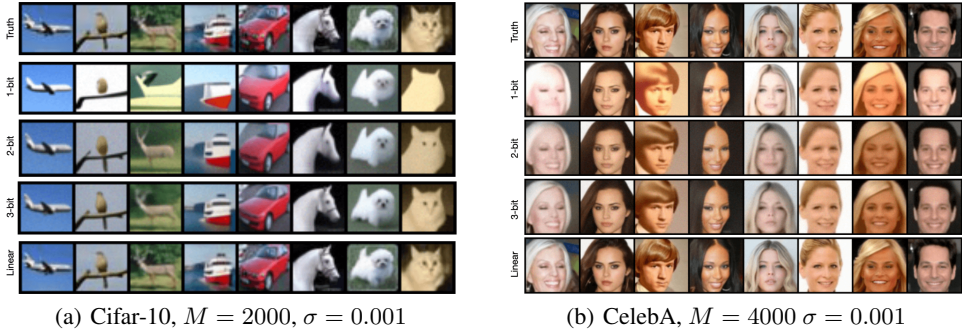 Truth
1-bit
2-bit
3-bit
Linear
(a) Cifar-10, M = 2000, σ = 0.001
Truth
1-bit
2-bit
3-bit
Linear
(b) CelebA, M = 4000 σ = 0.001